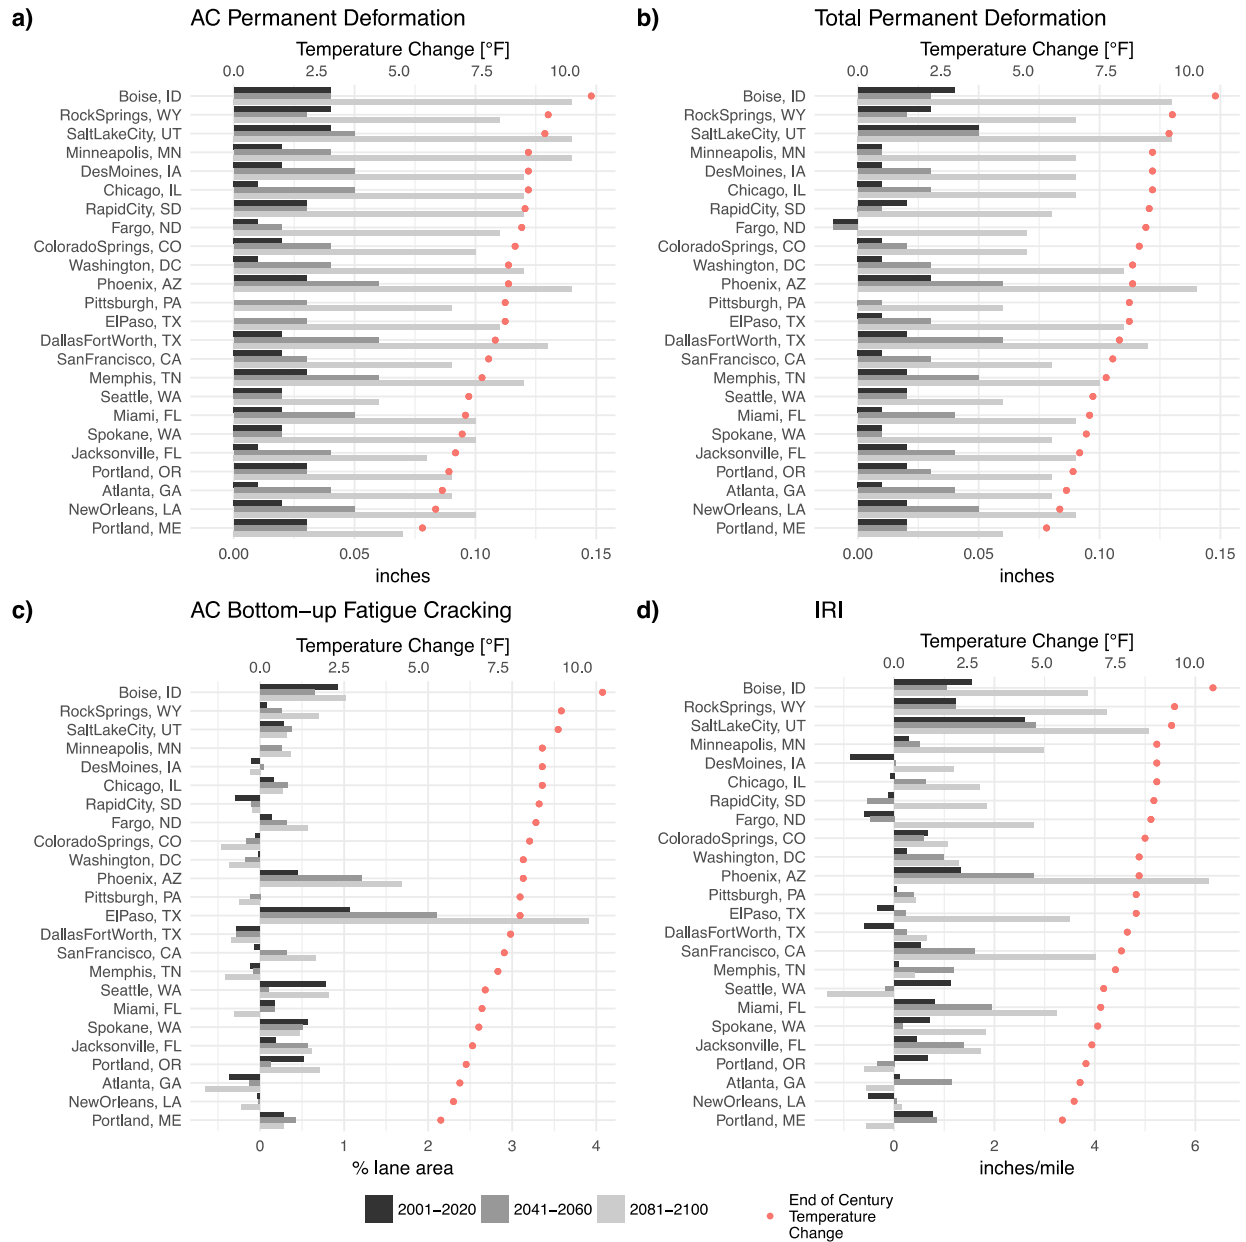 a) AC Permanent Deformation
Temperature Change [°F]
0.0 2.5 5.0 7.5 10.0
Boise, ID
RockSprings, WY
SaltLakeCity, UT
Minneapolis, MN
DesMoines, IA
Chicago, IL
RapidCity, SD
Fargo, ND
ColoradoSprings, CO
Washington, DC
Phoenix, AZ
Pittsburgh, PA
ElPaso, TX
DallasFortWorth, TX
SanFrancisco, CA
Memphis, TN
Seattle, WA
Miami, FL
Spokane, WA
Jacksonville, FL
Portland, OR
Atlanta, GA
NewOrleans, LA
Portland, ME
0.00 0.05 0.10 0.15
inches
b) Total Permanent Deformation
Temperature Change [°F]
0.0 2.5 5.0 7.5 10.0
Boise, ID
RockSprings, WY
SaltLakeCity, UT
Minneapolis, MN
DesMoines, IA
Chicago, IL
RapidCity, SD
Fargo, ND
ColoradoSprings, CO
Washington, DC
Phoenix, AZ
Pittsburgh, PA
ElPaso, TX
DallasFortWorth, TX
SanFrancisco, CA
Memphis, TN
Seattle, WA
Miami, FL
Spokane, WA
Jacksonville, FL
Portland, OR
Atlanta, GA
NewOrleans, LA
Portland, ME
0.00 0.05 0.10 0.15
inches
c) AC Bottom−up Fatigue Cracking
Temperature Change [°F]
0.0 2.5 5.0 7.5 10.0
Boise, ID
RockSprings, WY
SaltLakeCity, UT
Minneapolis, MN
DesMoines, IA
Chicago, IL
RapidCity, SD
Fargo, ND
ColoradoSprings, CO
Washington, DC
Phoenix, AZ
Pittsburgh, PA
ElPaso, TX
DallasFortWorth, TX
SanFrancisco, CA
Memphis, TN
Seattle, WA
Miami, FL
Spokane, WA
Jacksonville, FL
Portland, OR
Atlanta, GA
NewOrleans, LA
Portland, ME
0 1 2 3 4
% lane area
d) IRI
Temperature Change [°F]
0.0 2.5 5.0 7.5 10.0
Boise, ID
RockSprings, WY
SaltLakeCity, UT
Minneapolis, MN
DesMoines, IA
Chicago, IL
RapidCity, SD
Fargo, ND
ColoradoSprings, CO
Washington, DC
Phoenix, AZ
Pittsburgh, PA
ElPaso, TX
DallasFortWorth, TX
SanFrancisco, CA
Memphis, TN
Seattle, WA
Miami, FL
Spokane, WA
Jacksonville, FL
Portland, OR
Atlanta, GA
NewOrleans, LA
Portland, ME
0 2 4 6
inches/mile
2001−2020 2041−2060 2081−2100
End of Century
Temperature
Change